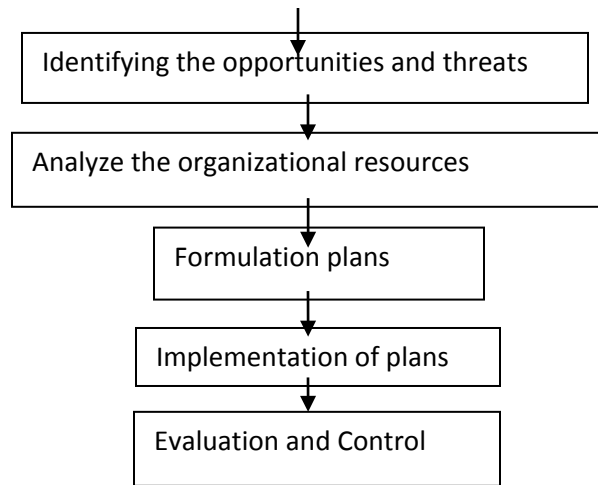 Identifying the opportunities and threats
Analyze the organizational resources
Formulation plans
Implementation of plans
Evaluation and Control